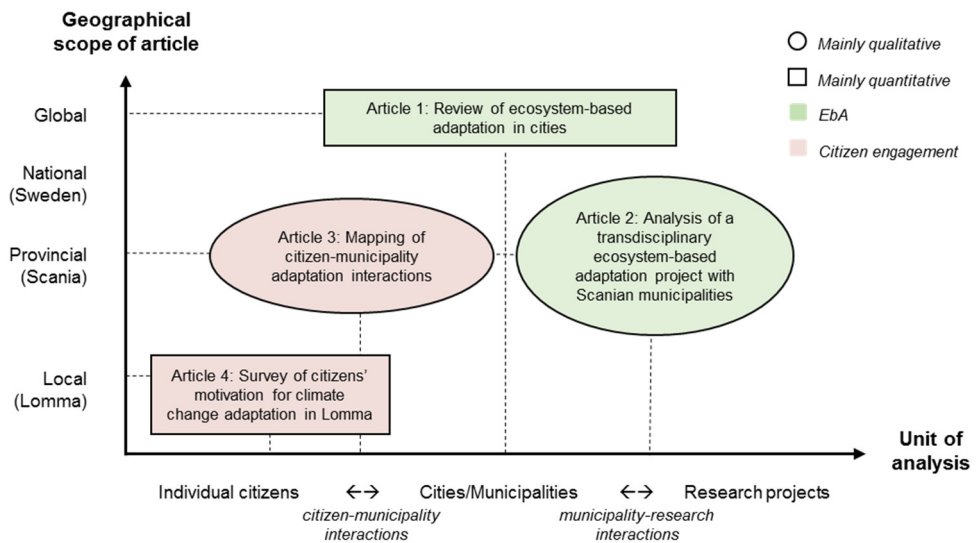 Geographical
scope of article
Mainly qualitative
Mainly quantitative
EbA
Citizen engagement
Global
National
(Sweden)
Provincial
(Scania)
Local
(Lomma)
Article 1: Review of ecosystem-based
adaptation in cities
Article 3: Mapping of
citizen-municipality
adaptation interactions
Article 2: Analysis of a
transdisciplinary
ecosystem-based
adaptation project with
Scanian municipalities
Article 4: Survey of citizens'
motivation for climate
change adaptation in Lomma
Unit of
analysis
Individual citizens ←→ Cities/Municipalities ←→ Research projects
citizen-municipality
interactions
municipality-research
interactions